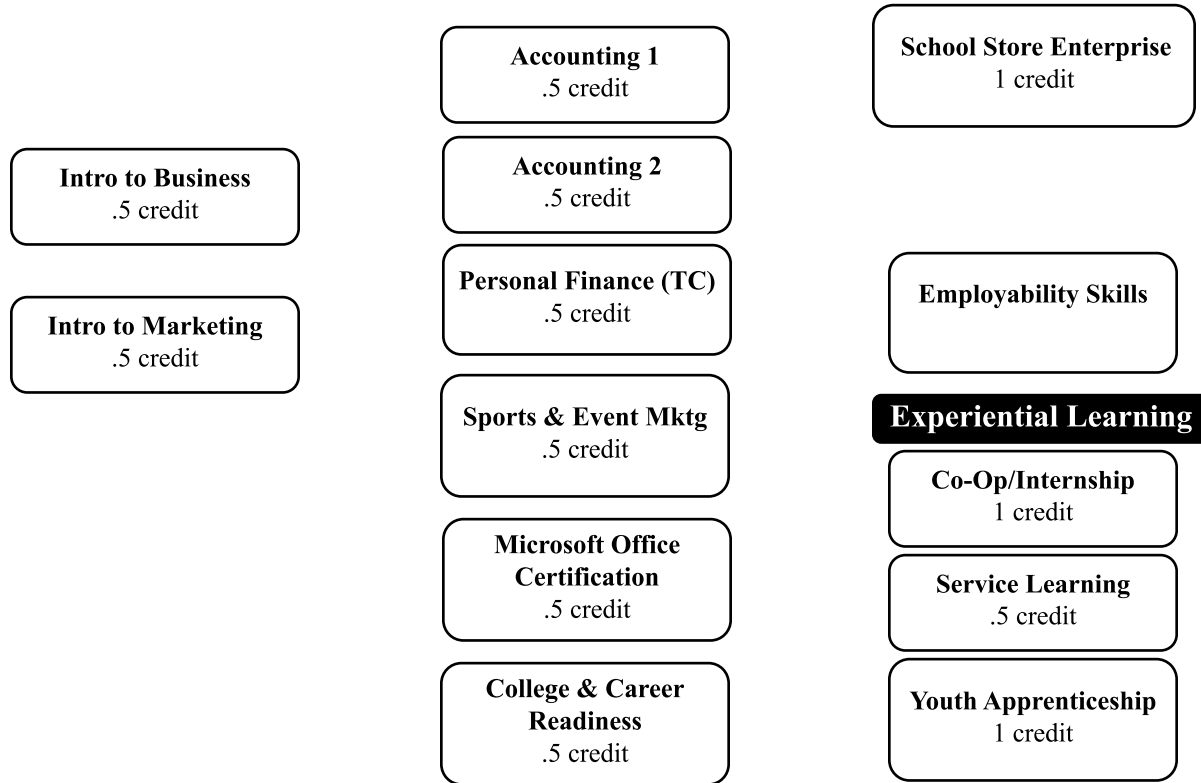 Intro to Business
.5 credit
Intro to Marketing
.5 credit
Accounting 1
.5 credit
Accounting 2
.5 credit
Personal Finance (TC)
.5 credit
Sports & Event Mktg
.5 credit
Microsoft Office
Certification
.5 credit
College & Career
Readiness
.5 credit
School Store Enterprise
1 credit
Employability Skills
Experiential Learning
Co-Op/Internship
1 credit
Service Learning
.5 credit
Youth Apprenticeship
1 credit